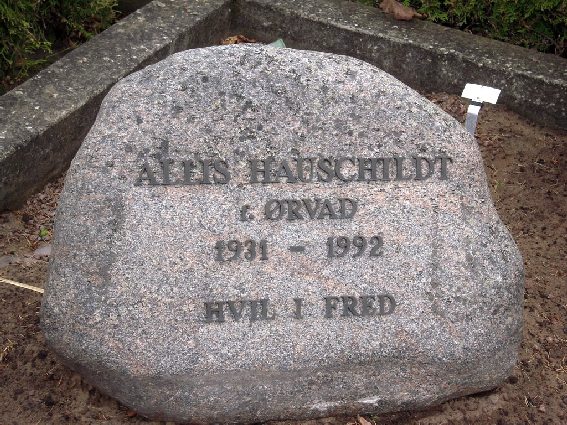 ALLIS HAUSCHILDT
f. ØRVAD
1931 - 1992
HVIL I FRED